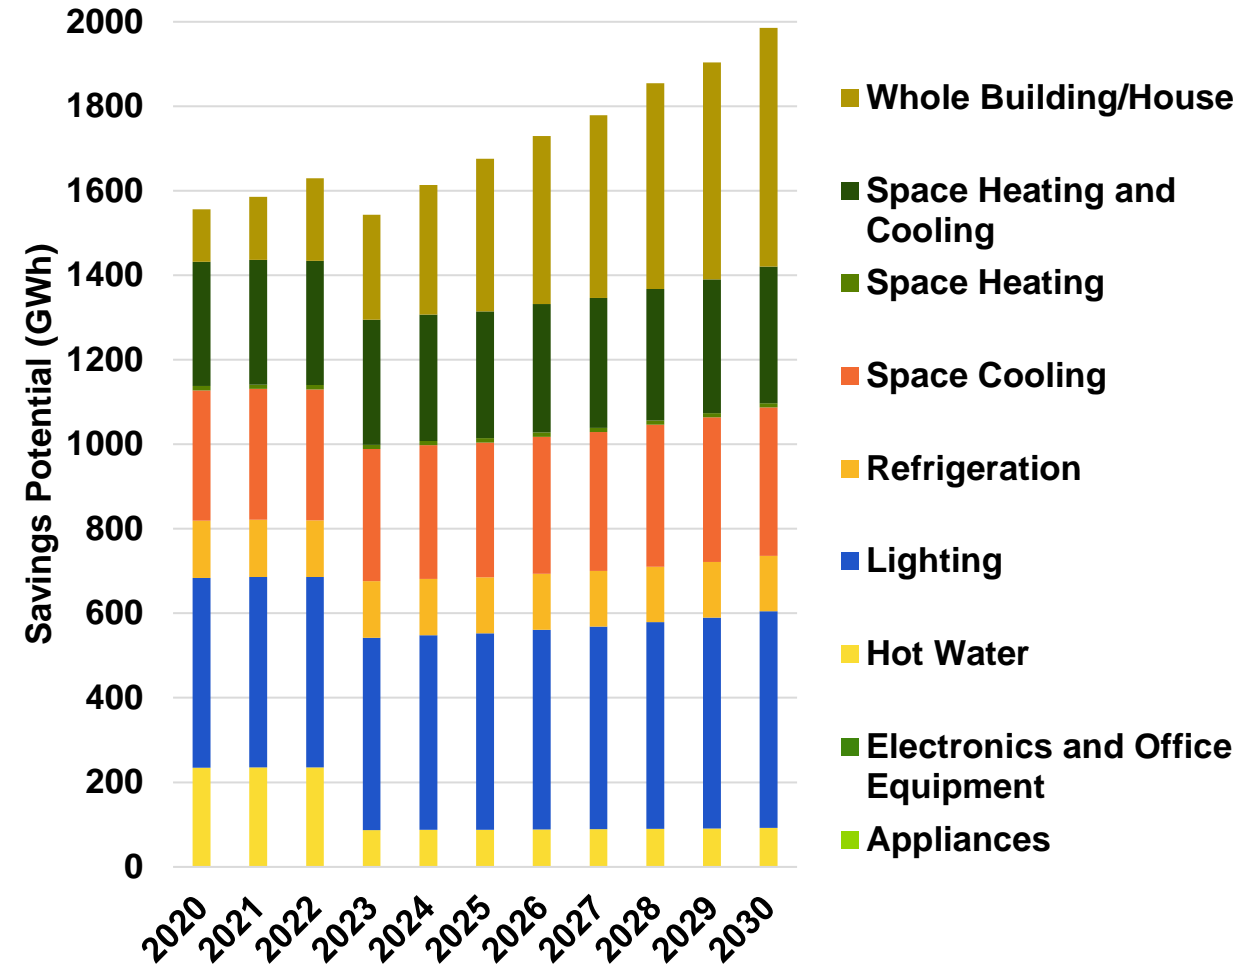 Savings Potential (GWh)
2000
1800
1600
1400
1200
1000
800
600
400
200
0
2020
2021
2022
2023
2024
2025
2026
2027
2028
2029
2030
Whole Building/House
Space Heating and
Cooling
Space Heating
Space Cooling
Refrigeration
Lighting
Hot Water
Electronics and Office
Equipment
Appliances